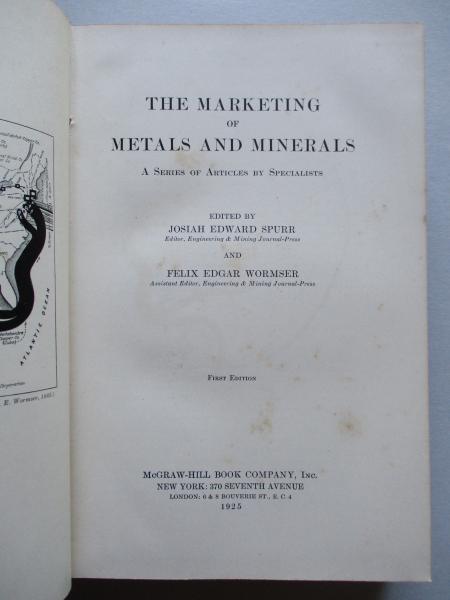 ATLANTIC OCEAN
E. Wormser, 1925.)
THE MARKETING
OF
METALS AND MINERALS
A SERIES OF ARTICLES BY SPECIALISTS
EDITED BY
JOSIAH EDWARD SPURR
Editor, Engineering & Mining Journal-Press
AND
FELIX EDGAR WORMSER
Assistant Editor, Engineering & Mining Journal-Press
FIRST EDITION
McGRAW-HILL BOOK COMPANY, INC.
NEW YORK: 370 SEVENTH AVENUE
LONDON: 6 & 8 BOUVERIE ST., E. C. 4
1925